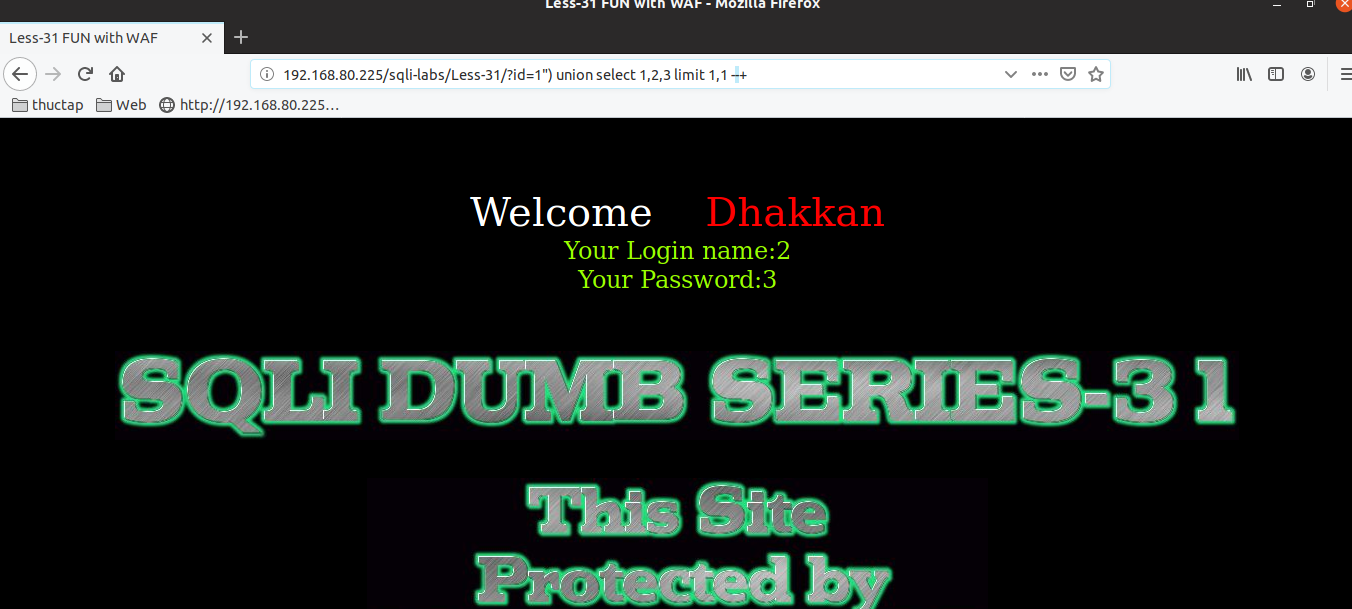 Less-31 FUN with WAF - Mozilla Firefox
Less-31 FUN with WAF
192.168.80.225/sqli-labs/Less-31/?id=1") union select 1,2,3 limit 1,1 --+
thuctap Web http://192.168.80.225…
Welcome Dhakkan
Your Login name:2
Your Password:3
SQLI DUMB SERIES-31
This Site
Protected by